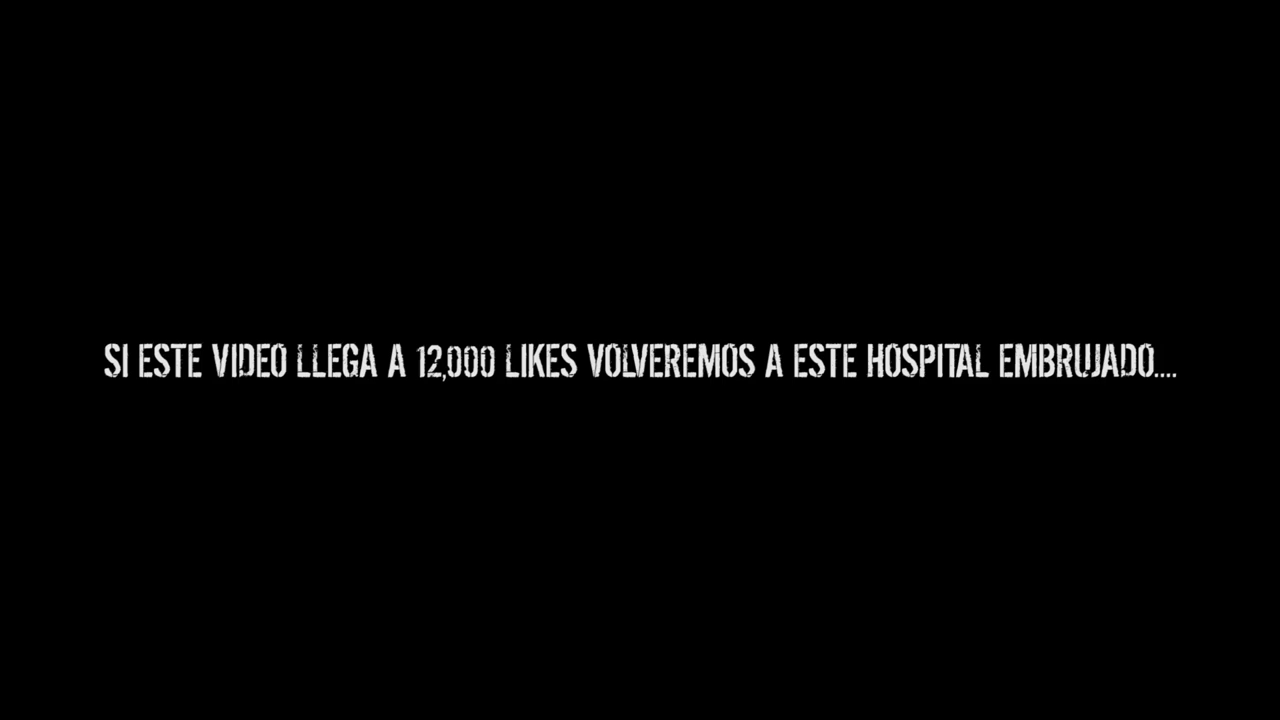 SI ESTE VIDEO LLEGA A 12,000 LIKES VOLVEREMOS A ESTE HOSPITAL EMBRUJADO....